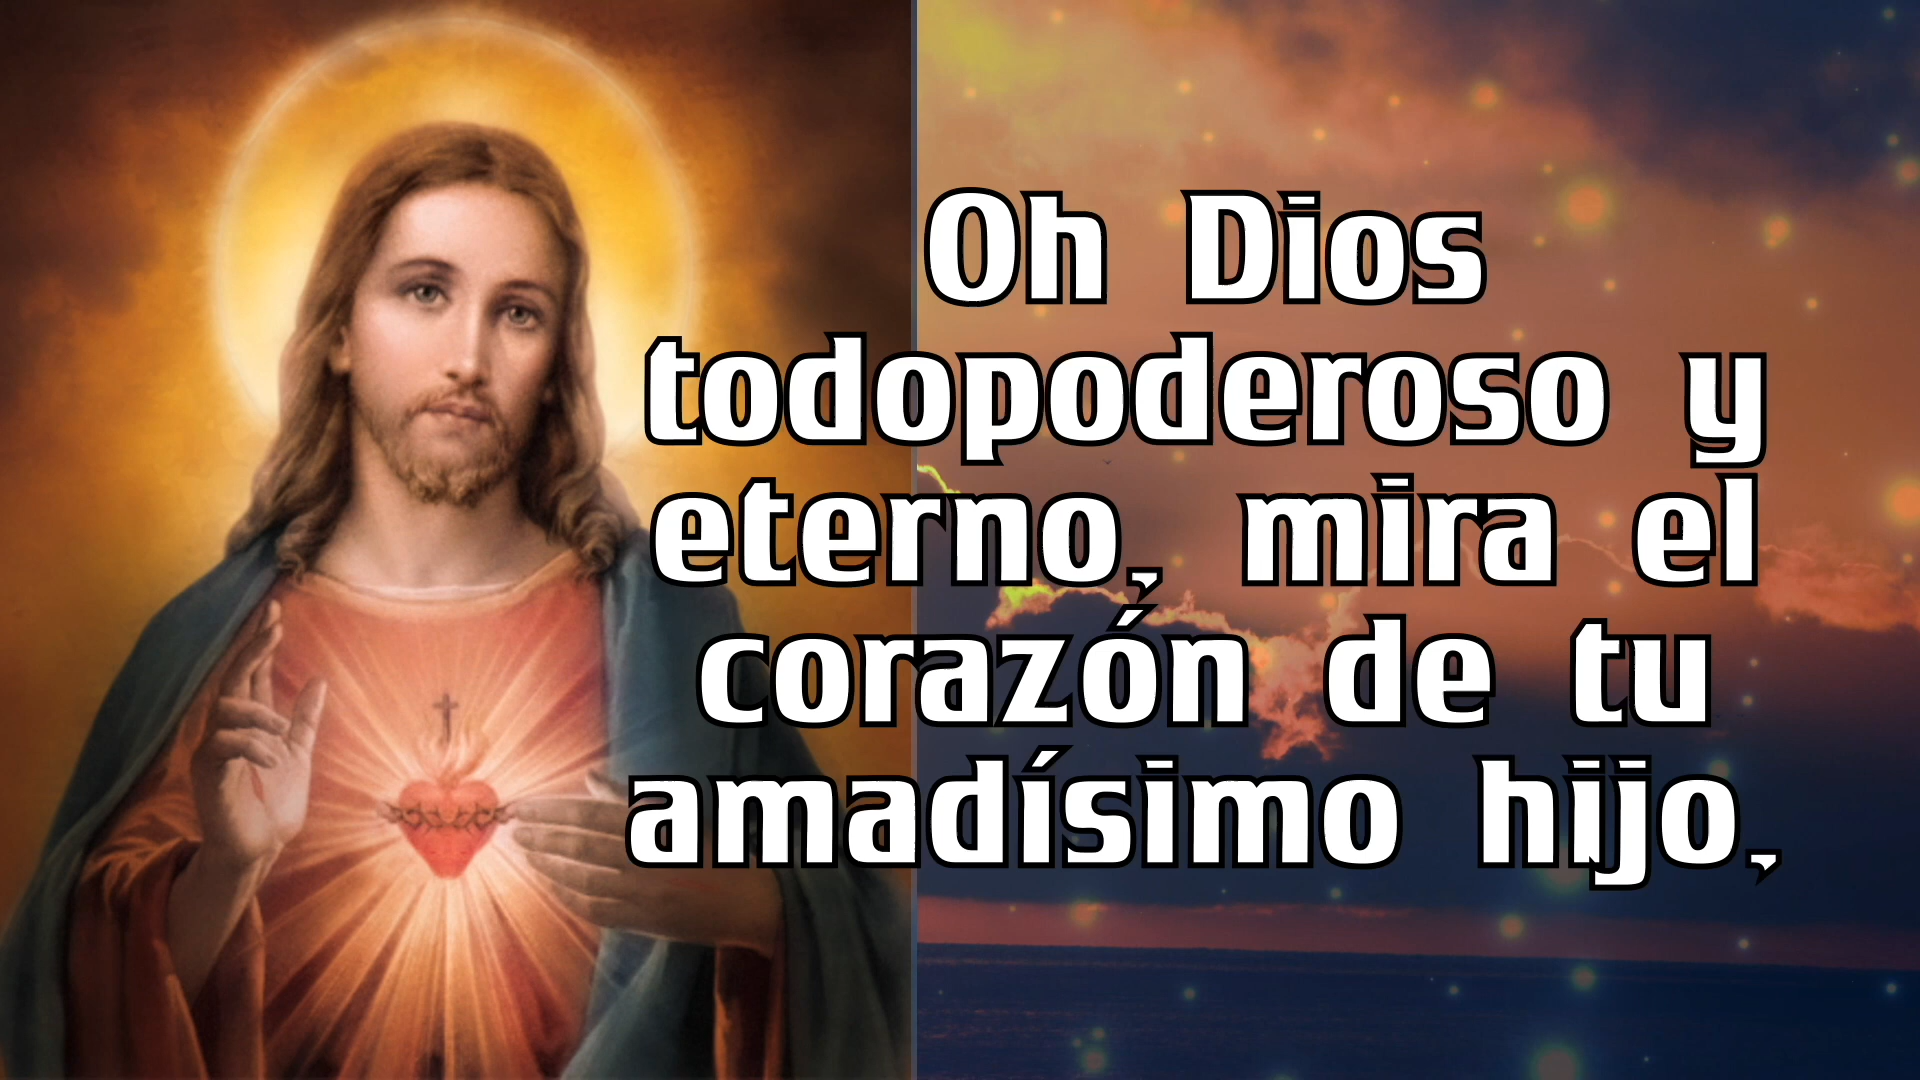 Oh Dios
todopoderoso y
eterno, mira el
corazón de tu
amadísimo hijo,